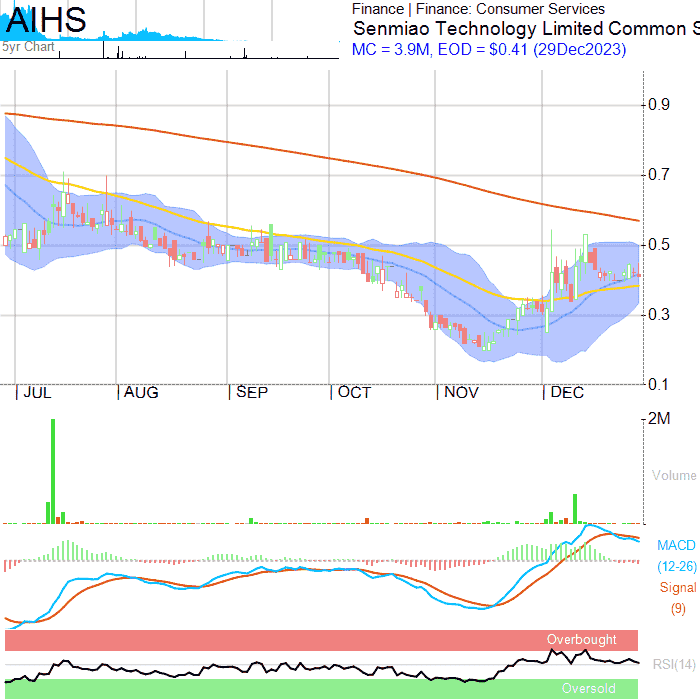 AIHS
5yr Chart
Finance | Finance: Consumer Services
Senmiao Technology Limited Common S
MC = 3.9M, EOD = $0.41 (29Dec2023)
0.9
0.7
0.5
0.3
0.1
JUL
AUG
SEP
OCT
NOV
DEC
2M
Volume
MACD
(12-26)
Signal
(9)
Overbought
RSI(14)
Oversold